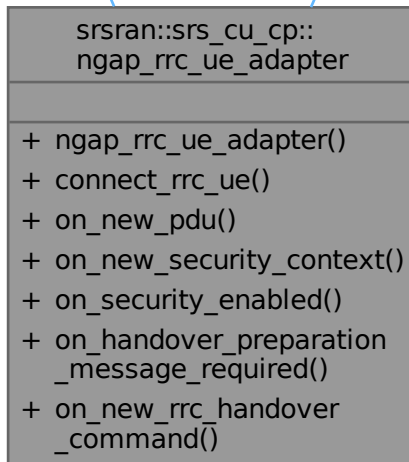 srsran::srs_cu_cp::
ngap_rrc_ue_adapter
+ ngap_rrc_ue_adapter()
+ connect_rrc_ue()
+ on_new_pdu()
+ on_new_security_context()
+ on_security_enabled()
+ on_handover_preparation
_message_required()
+ on_new_rrc_handover
_command()